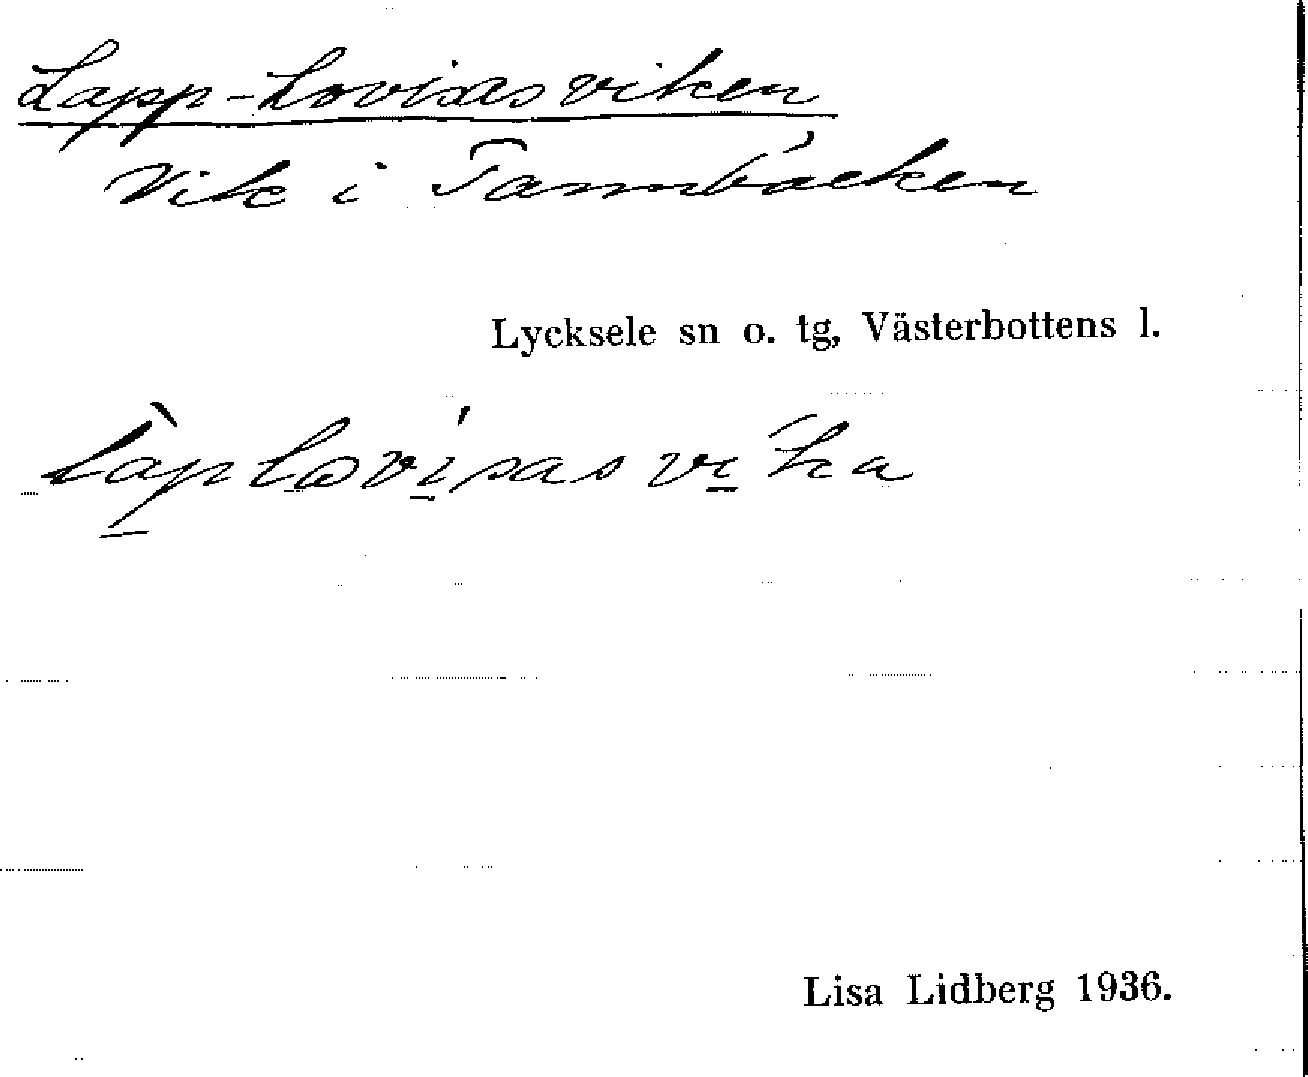 Lapp-Lovisasviken
Vik i Tannbäcken
Lycksele sn o. tg, Västerbottens l.
Lisa Lidberg 1936.